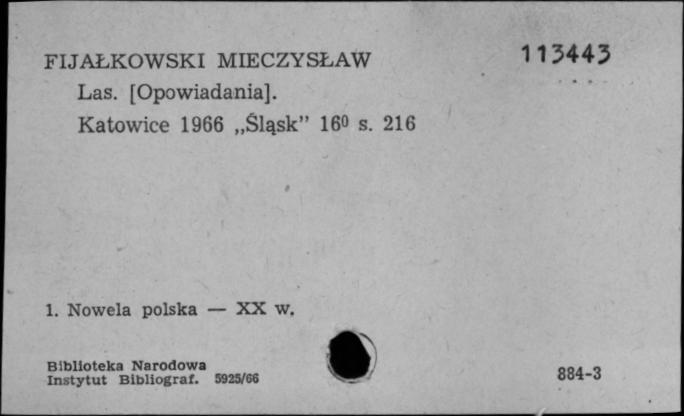 FIJAŁKOWSKI MIECZYSŁAW 113443
Las. [Opowiadania].
Katowice 1966 „Śląsk” 16⁰ s. 216
1. Nowela polska — XX w.
Biblioteka Narodowa
Instytut Bibliograf. 5925/66 884-3